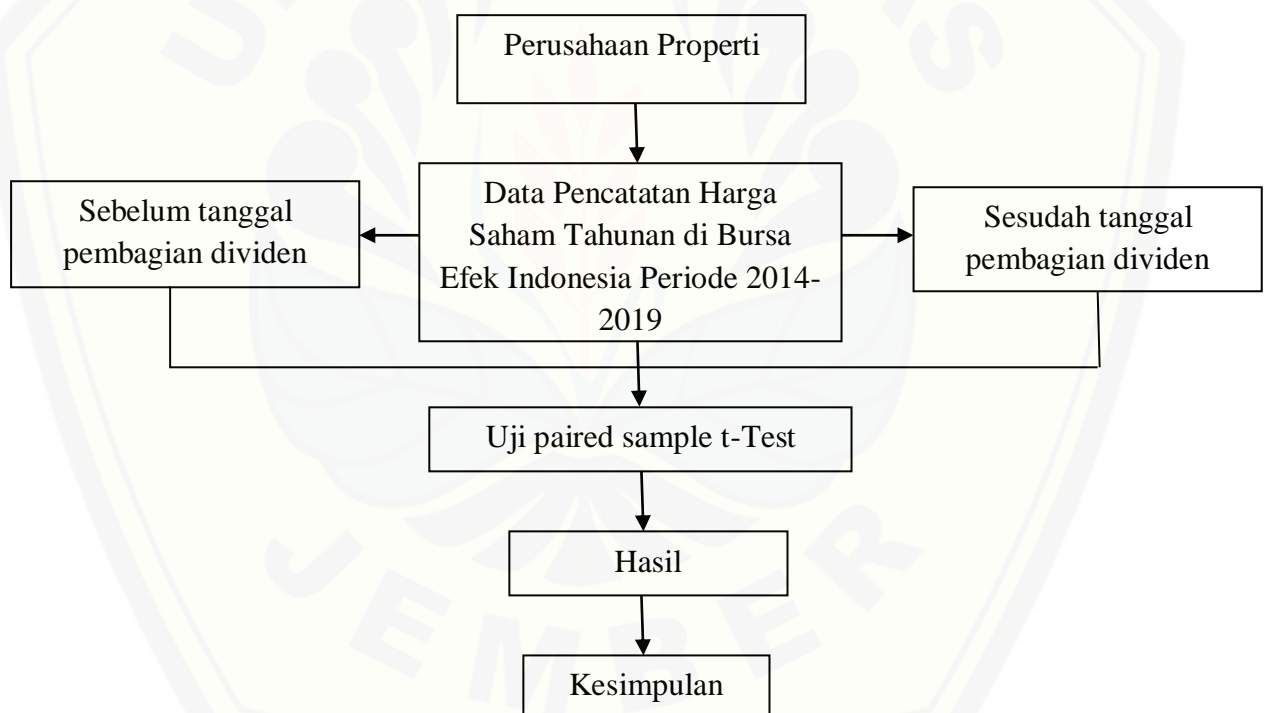 Perusahaan Properti
Data Pencatatan Harga
Saham Tahunan di Bursa
Efek Indonesia Periode 2014-
2019
Sebelum tanggal
pembagian dividen
Sesudah tanggal
pembagian dividen
Uji paired sample t-Test
Hasil
Kesimpulan
JEMBER